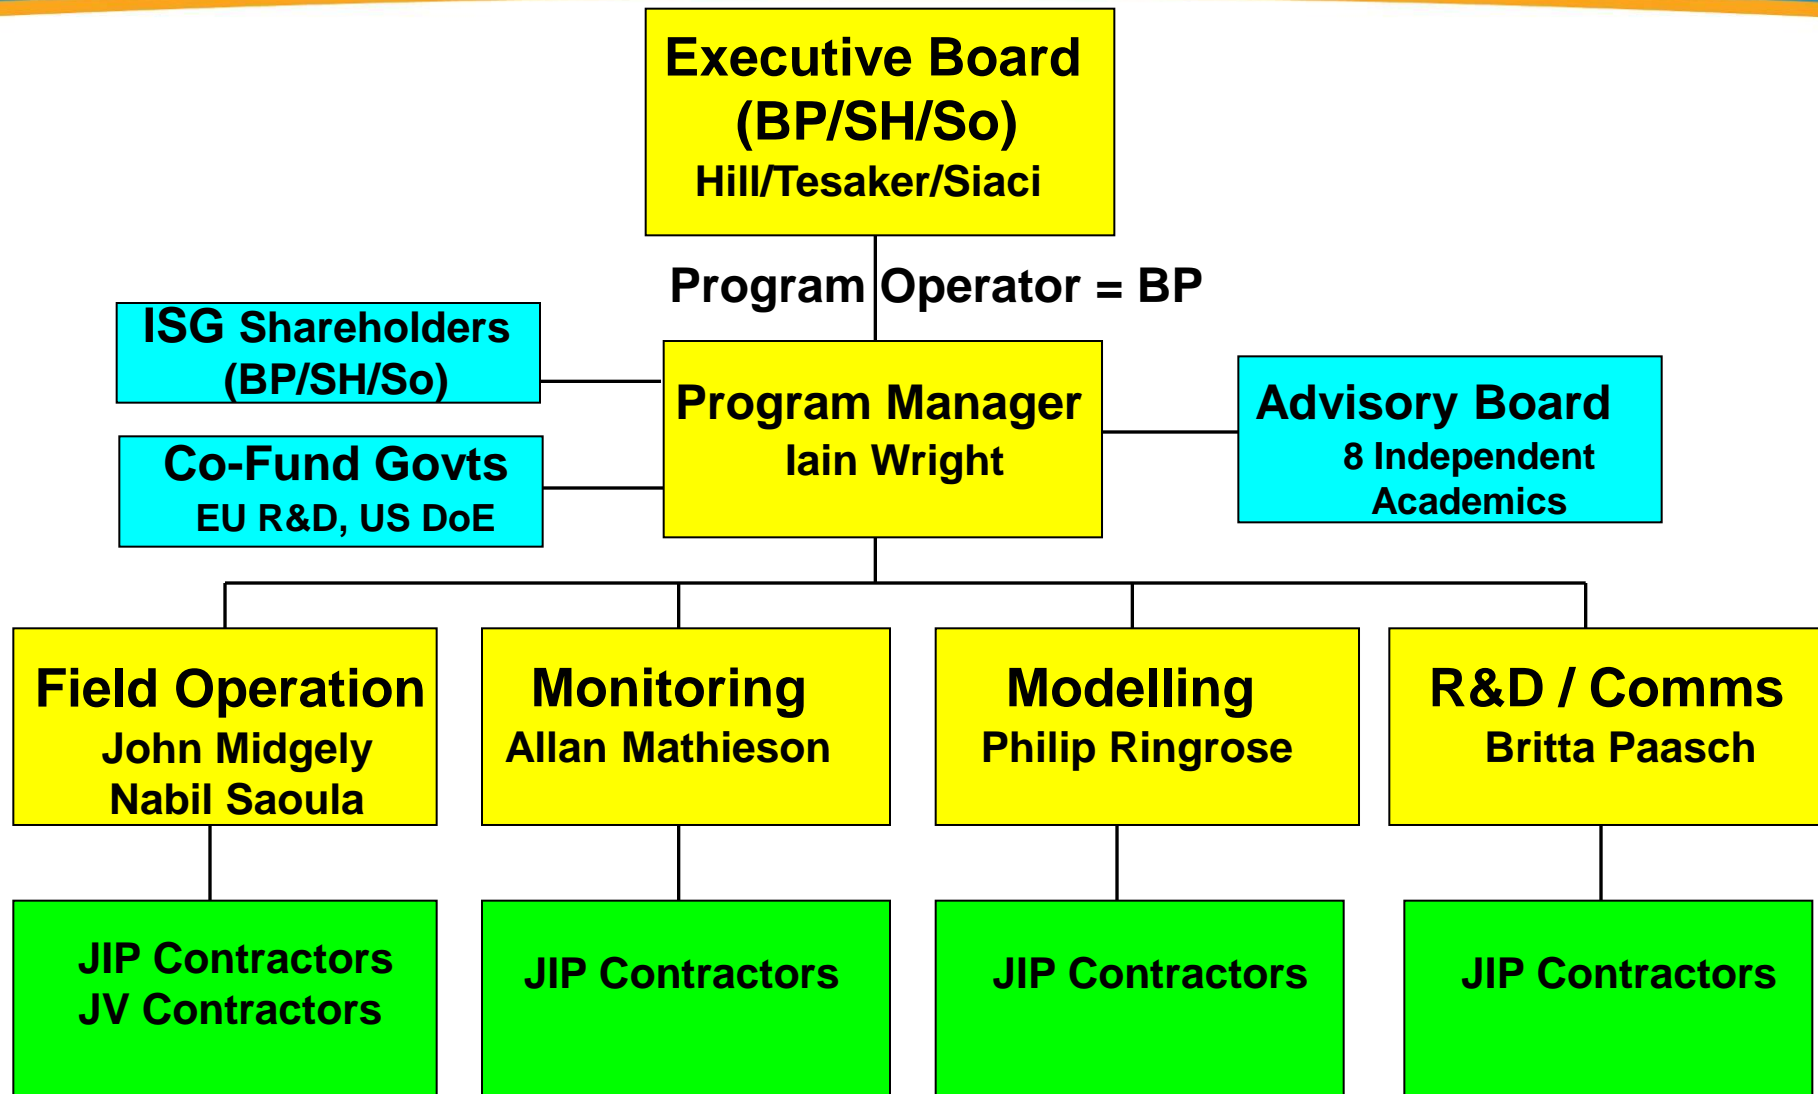 Executive Board
(BP/SH/So)
Hill/Tesaker/Siaci
Program Operator = BP
ISG Shareholders
(BP/SH/So)
Co-Fund Govts
EU R&D, US DoE
Program Manager
Iain Wright
Advisory Board
8 Independent
Academics
Field Operation
John Midgely
Nabil Saoula
Monitoring
Allan Mathieson
Modelling
Philip Ringrose
R&D / Comms
Britta Paasch
JIP Contractors
JV Contractors
JIP Contractors
JIP Contractors
JIP Contractors